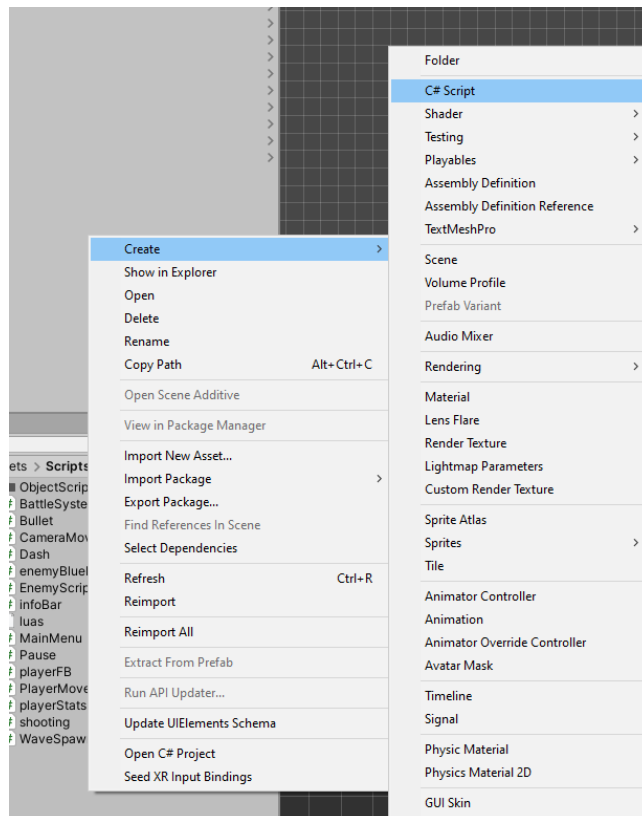 Folder
C# Script
Shader
Testing
Playables
Assembly Definition
Assembly Definition Reference
TextMeshPro
Scene
Volume Profile
Prefab Variant
Audio Mixer
Rendering
Material
Lens Flare
Render Texture
Lightmap Parameters
Custom Render Texture
Sprite Atlas
Sprites
Tile
Animator Controller
Animation
Animator Override Controller
Avatar Mask
Timeline
Signal
Physic Material
Physics Material 2D
GUI Skin
Create
Show in Explorer
Open
Delete
Rename
Copy Path Alt+Ctrl+C
Open Scene Additive
View in Package Manager
Import New Asset...
Import Package
Export Package...
Find References In Scene
Select Dependencies
Refresh Ctrl+R
Reimport
Reimport All
Extract From Prefab
Run API Updater...
Update UIElements Schema
Open C# Project
Seed XR Input Bindings
ets > Scripts
ObjectScrip
BattleSyste
Bullet
CameraMov
Dash
enemyBlue
EnemyScrip
infoBar
luas
MainMenu
Pause
playerFB
PlayerMove
playerStats
shooting
WaveSpaw